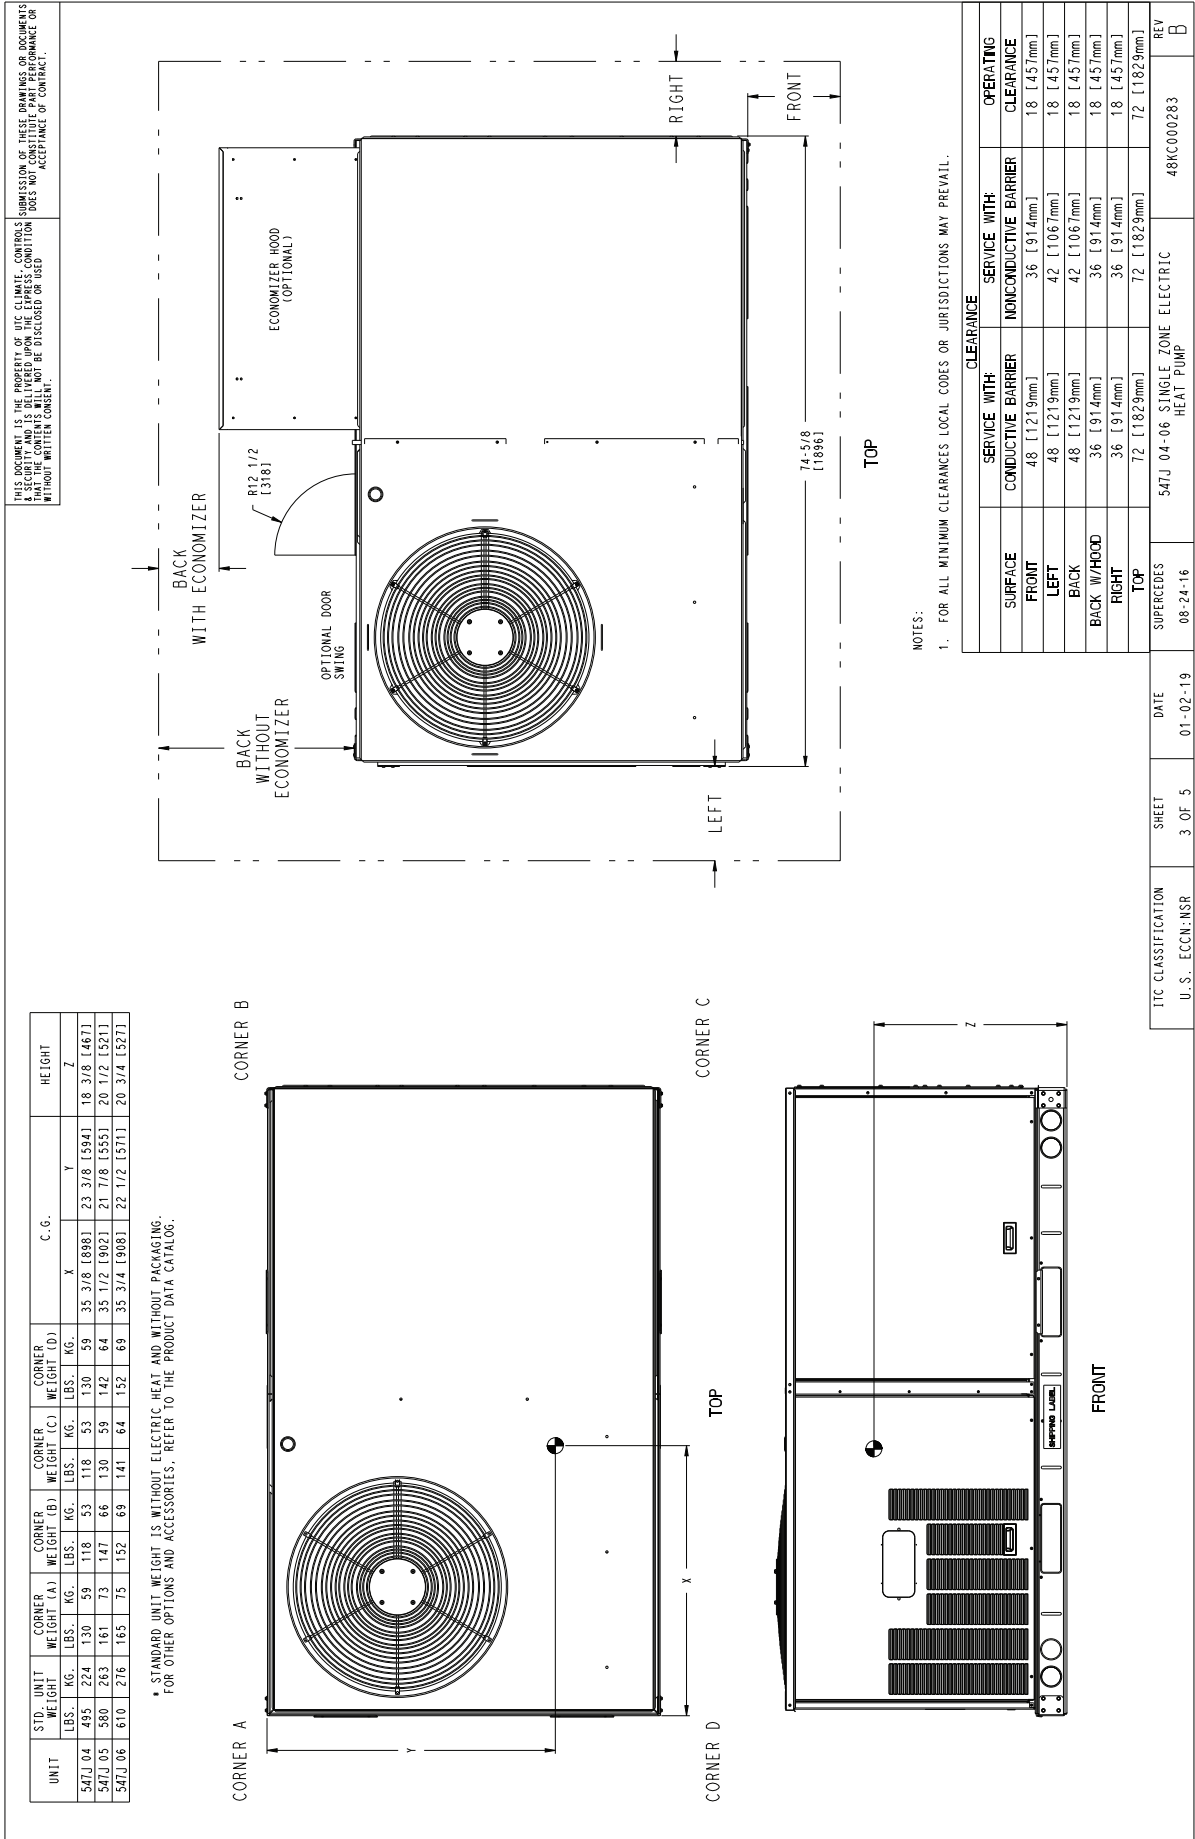 UNIT
STD. UNIT WEIGHT
CORNER WEIGHT (A)
CORNER WEIGHT (B)
CORNER WEIGHT (C)
CORNER WEIGHT (D)
C.G.
HEIGHT
LBS. KG. LBS. KG. LBS. KG. LBS. KG. LBS. KG. X Y Z
547J 04 495 224 130 59 118 53 118 53 130 59 35 3/8 [898] 23 3/8 [594] 18 3/8 [467]
547J 05 580 263 161 73 147 66 130 59 142 64 35 1/2 [902] 21 7/8 [555] 20 1/2 [521]
547J 06 610 276 165 75 152 69 141 64 152 69 35 3/4 [908] 22 1/2 [571] 20 3/4 [527]
* STANDARD UNIT WEIGHT IS WITHOUT ELECTRIC HEAT AND WITHOUT PACKAGING.
FOR OTHER OPTIONS AND ACCESSORIES, REFER TO THE PRODUCT DATA CATALOG.
THIS DOCUMENT IS THE PROPERTY OF UTC CLIMATE, CONTROLS
& SECURITY AND IS DELIVERED UPON THE EXPRESS CONDITION
THAT THE CONTENTS WILL NOT BE DISCLOSED OR USED
WITHOUT WRITTEN CONSENT.
SUBMISSION OF THESE DRAWINGS OR DOCUMENTS
DOES NOT CONSTITUTE PART PERFORMANCE OR
ACCEPTANCE OF CONTRACT.
CORNER A
CORNER B
CORNER C
CORNER D
Y
X
TOP
Z
SHIPPING LABEL
FRONT
BACK
WITH ECONOMIZER
BACK
WITHOUT
ECONOMIZER
R12 1/2
[318]
OPTIONAL DOOR
SWING
ECONOMIZER HOOD
(OPTIONAL)
RIGHT
FRONT
LEFT
74-5/8
[1896]
TOP
NOTES:
1. FOR ALL MINIMUM CLEARANCES LOCAL CODES OR JURISDICTIONS MAY PREVAIL.
CLEARANCE
SURFACE
SERVICE WITH:
CONDUCTIVE BARRIER
SERVICE WITH:
NONCONDUCTIVE BARRIER
OPERATING
CLEARANCE
FRONT 48 [1219mm] 36 [914mm] 18 [457mm]
LEFT 48 [1219mm] 42 [1067mm] 18 [457mm]
BACK 48 [1219mm] 42 [1067mm] 18 [457mm]
BACK W/HOOD 36 [914mm] 36 [914mm] 18 [457mm]
RIGHT 36 [914mm] 36 [914mm] 18 [457mm]
TOP 72 [1829mm] 72 [1829mm] 72 [1829mm]
ITC CLASSIFICATION
U.S. ECCN:NSR
SHEET
3 OF 5
DATE
01-02-19
SUPERCEDES
08-24-16
547J 04-06 SINGLE ZONE ELECTRIC
HEAT PUMP
48KC000283
REV
B